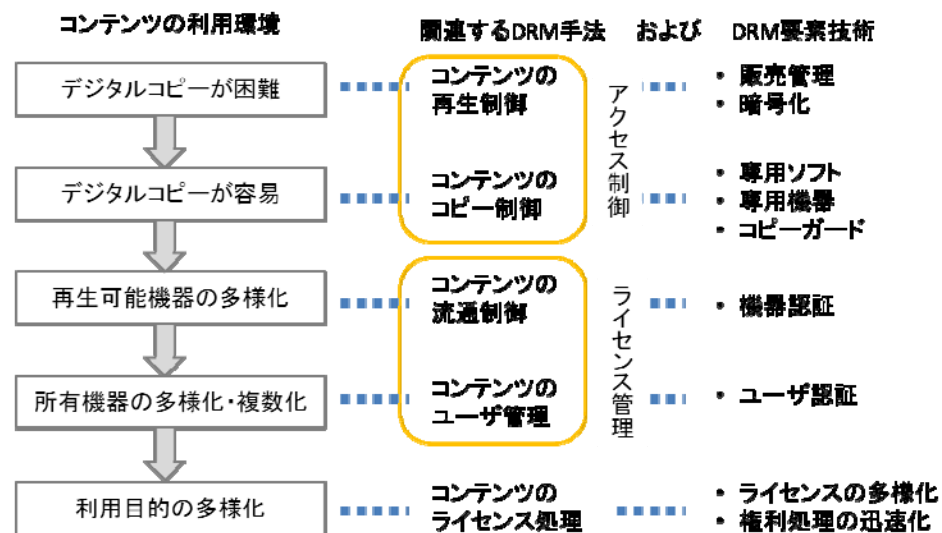 コンテンツの利用環境
関連するDRM手法 および DRM要素技術
デジタルコピーが困難
コンテンツの
再生制御
・ 販売管理
・ 暗号化
アクセス制御
デジタルコピーが容易
コンテンツの
コピー制御
・ 専用ソフト
・ 専用機器
・ コピーガード
再生可能機器の多様化
コンテンツの
流通制御
・ 機器認証
ライセンス管理
所有機器の多様化・複数化
コンテンツの
ユーザ管理
・ ユーザ認証
利用目的の多様化
コンテンツの
ライセンス処理
・ ライセンスの多様化
・ 権利処理の迅速化